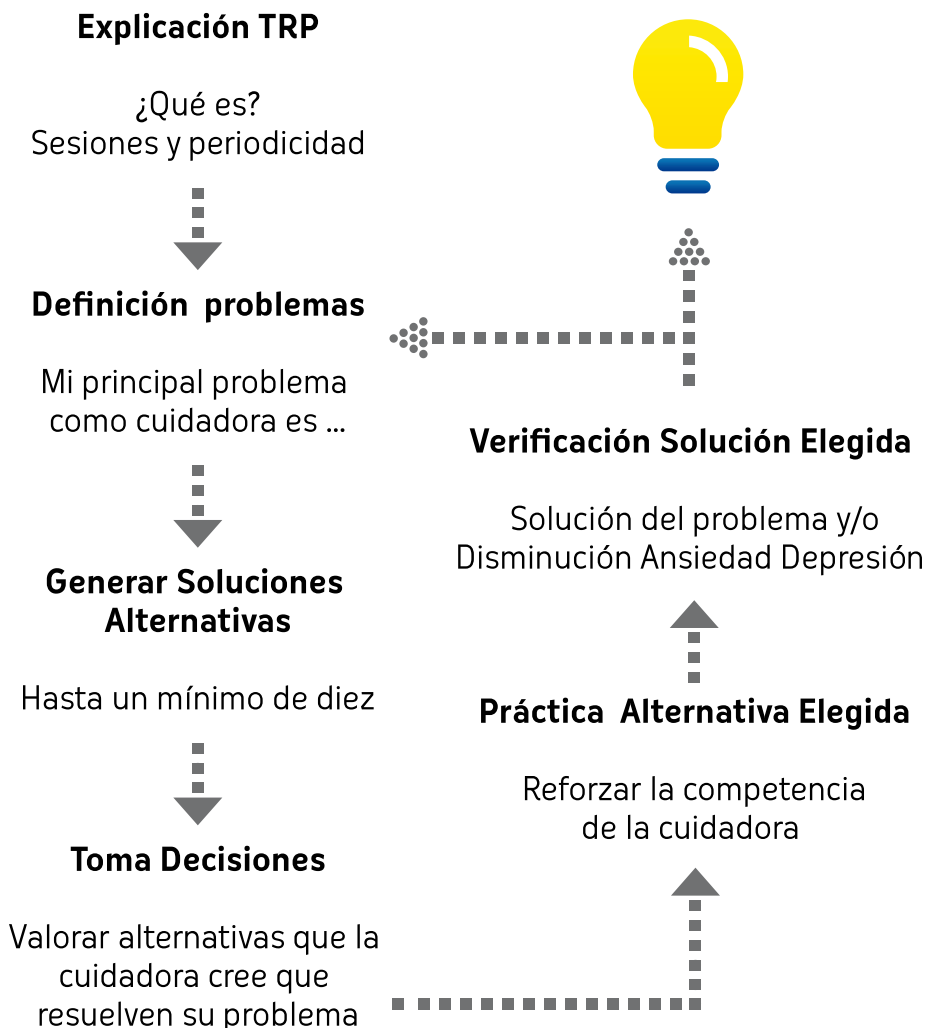 Explicación TRP
¿Qué es?
Sesiones y periodicidad
Definición problemas
Mi principal problema
como cuidadora es ...
Generar Soluciones
Alternativas
Hasta un mínimo de diez
Toma Decisiones
Valorar alternativas que la
cuidadora cree que
resuelven su problema
Práctica Alternativa Elegida
Reforzar la competencia
de la cuidadora
Verificación Solución Elegida
Solución del problema y/o
Disminución Ansiedad Depresión